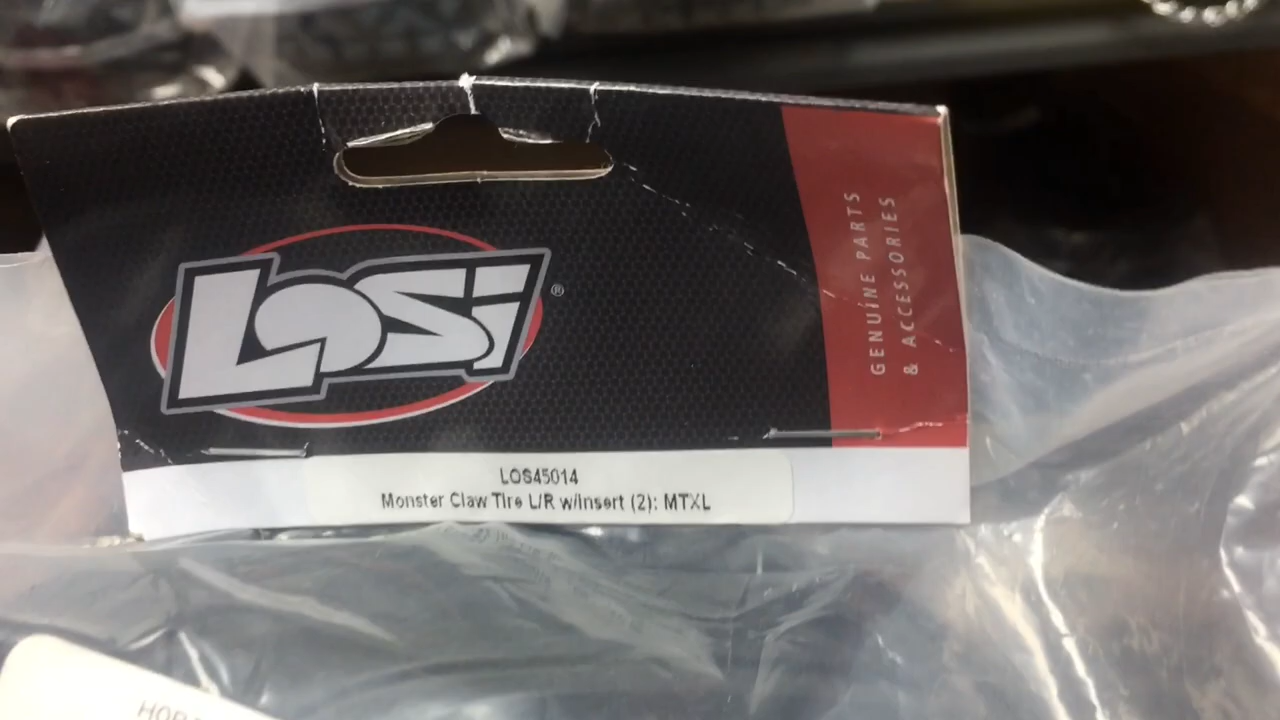 LOSi®
GENUINE PARTS
& ACCESSORIES
LOS45014
Monster Claw Tire L/R w/Insert (2): MTXL